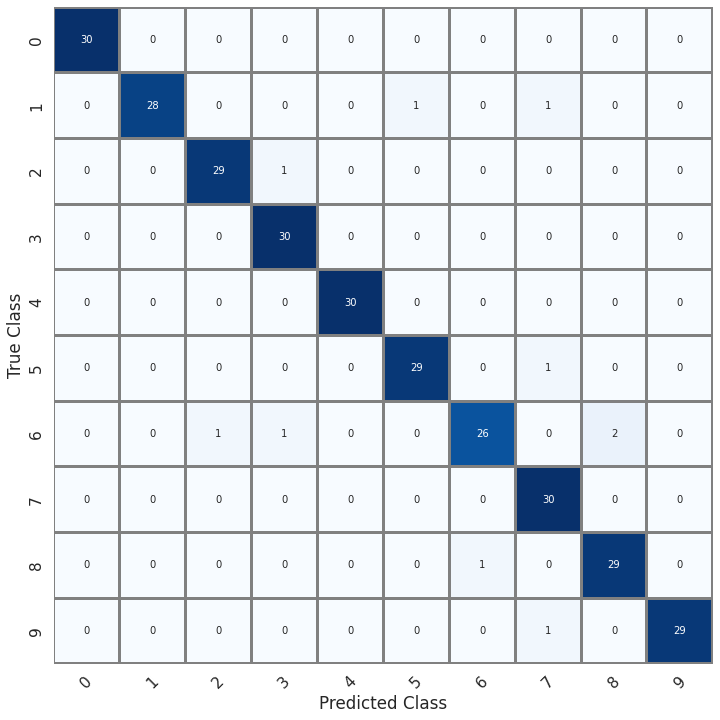 0 30 0 0 0 0 0 0 0 0 0
1 0 28 0 0 0 1 0 1 0 0
2 0 0 29 1 0 0 0 0 0 0
3 0 0 0 30 0 0 0 0 0 0
4 0 0 0 0 30 0 0 0 0 0
5 0 0 0 0 0 29 0 1 0 0
6 0 0 1 1 0 0 26 0 2 0
7 0 0 0 0 0 0 0 30 0 0
8 0 0 0 0 0 0 1 0 29 0
9 0 0 0 0 0 0 0 1 0 29
True Class
0 1 2 3 4 5 6 7 8 9
Predicted Class